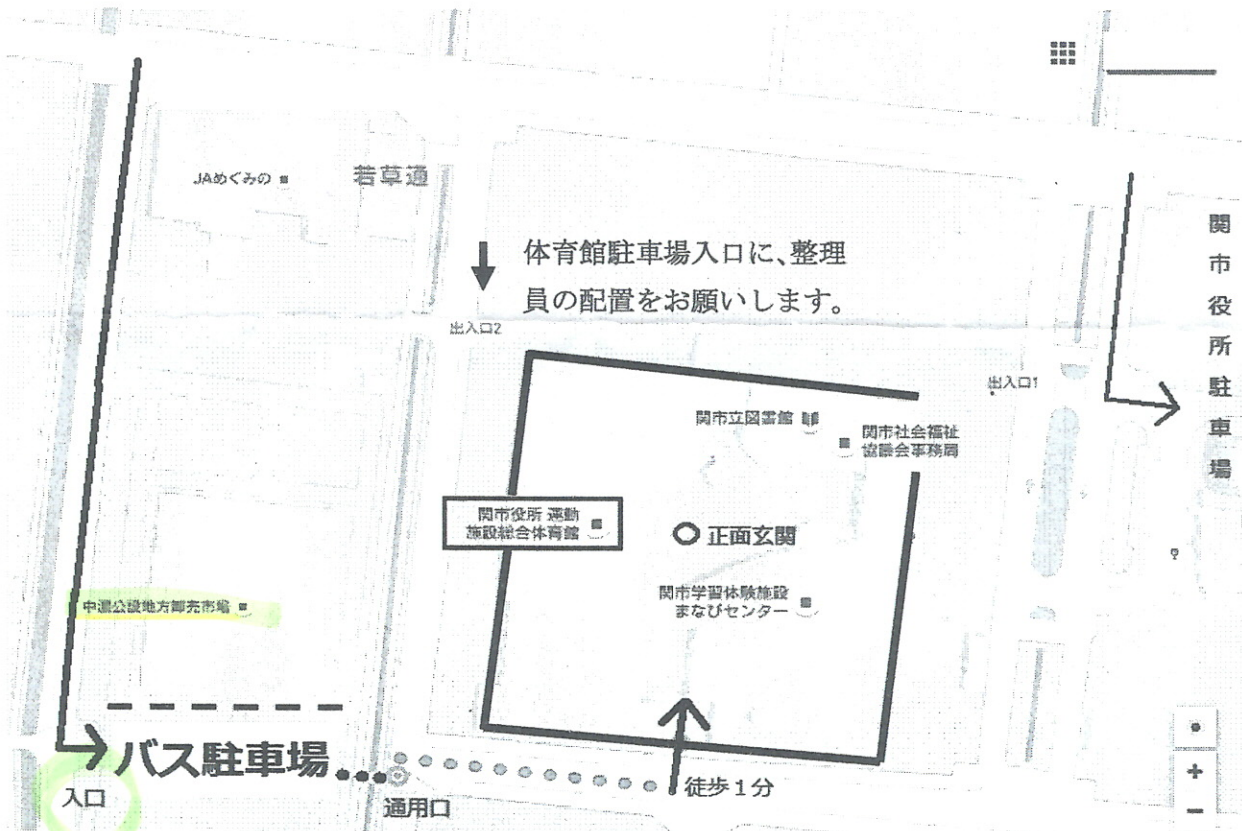 JAめぐみの
若草通
体育館駐車場入口に、整理
員の配置をお願いします。
出入口2
出入口1
関市役所駐車場
関市立図書館
関市社会福祉
協議会事務局
関市役所 運動
施設総合体育館
正面玄関
関市学習体験施設
まなびセンター
中濃公設地方卸売市場
バス駐車場
入口
通用口
徒歩1分